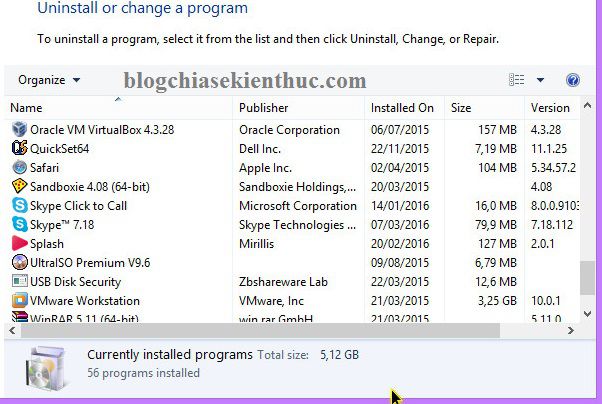 Uninstall or change a program
To uninstall a program, select it from the list and then click Uninstall, Change, or Repair.
Organize blogchiasekienthuc.com
Name Publisher Installed On Size Version
Oracle VM VirtualBox 4.3.28 Oracle Corporation 06/07/2015 157 MB 4.3.28
QuickSet64 Dell Inc. 22/11/2015 7,19 MB 11.1.25
Safari Apple Inc. 02/04/2015 104 MB 5.34.57.2
Sandboxie 4.08 (64-bit) Sandboxie Holdings,... 20/03/2015 4.08
Skype Click to Call Microsoft Corporation 14/01/2016 16,0 MB 8.0.0.9103
Skype™ 7.18 Skype Technologies ... 07/03/2016 79,9 MB 7.18.112
Splash Mirillis 20/02/2016 127 MB 2.0.1
UltraISO Premium V9.6 09/08/2015 6,79 MB
USB Disk Security Zbshareware Lab 22/03/2015 12,6 MB
VMware Workstation VMware, Inc 21/03/2015 3,25 GB 10.0.1
WinRAR 5.11 (64-bit) win.rar GmbH 21/03/2015 5.11.0
Currently installed programs Total size: 5,12 GB
56 programs installed